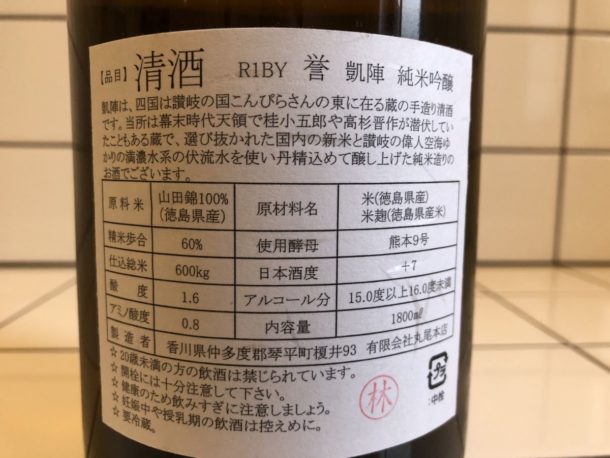 【品目】清酒 R1BY 誉 凱陣 純米吟醸
凱陣は、四国は讃岐の国こんぴらさんの東に在る蔵の手造り清酒
です。当所は幕末時代天領で桂小五郎や高杉晋作が潜伏してい
たこともある蔵で、選び抜かれた国内の新米と讃岐の偉人空海ゆ
かりの満濃水系の伏流水を使い丹精込めて醸し上げた純米造りの
お酒でございます。
原料米 山田錦100%(徳島県産) 原材料名 米(徳島県産)米麹(徳島県産米)
精米歩合 60% 使用酵母 熊本9号
仕込総米 600kg 日本酒度 +7
酸度 1.6 アルコール分 15.0度以上16.0度未満
アミノ酸度 0.8 内容量 1800㎖
製造者 香川県仲多度郡琴平町榎井93 有限会社丸尾本店
☆20歳未満の方の飲酒は禁じられています。
☆開栓には十分注意して下さい。
☆健康のため飲みすぎに注意しましょう。
☆妊娠中や授乳期の飲酒は控えめに。
☆要冷蔵。
林
プラ
:中栓